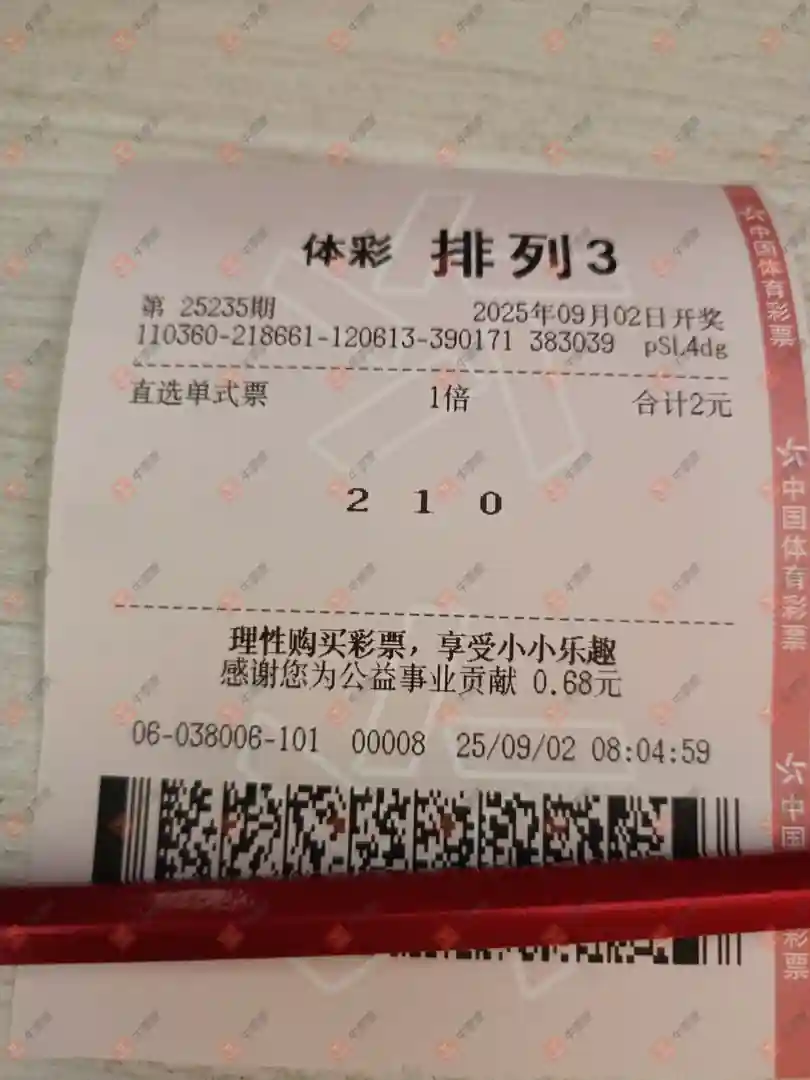 体彩 排列3
第 25235期 2025年09月02日开奖
110360-218661-120613-390171 383039 pSL4dg
直选单式票 1倍 合计2元
2 1 0
理性购买彩票，享受小小乐趣
感谢您为公益事业贡献 0.68元
06-038006-101 00008 25/09/02 08:04:59
中国体育彩票
中国体育彩票
中国
彩票